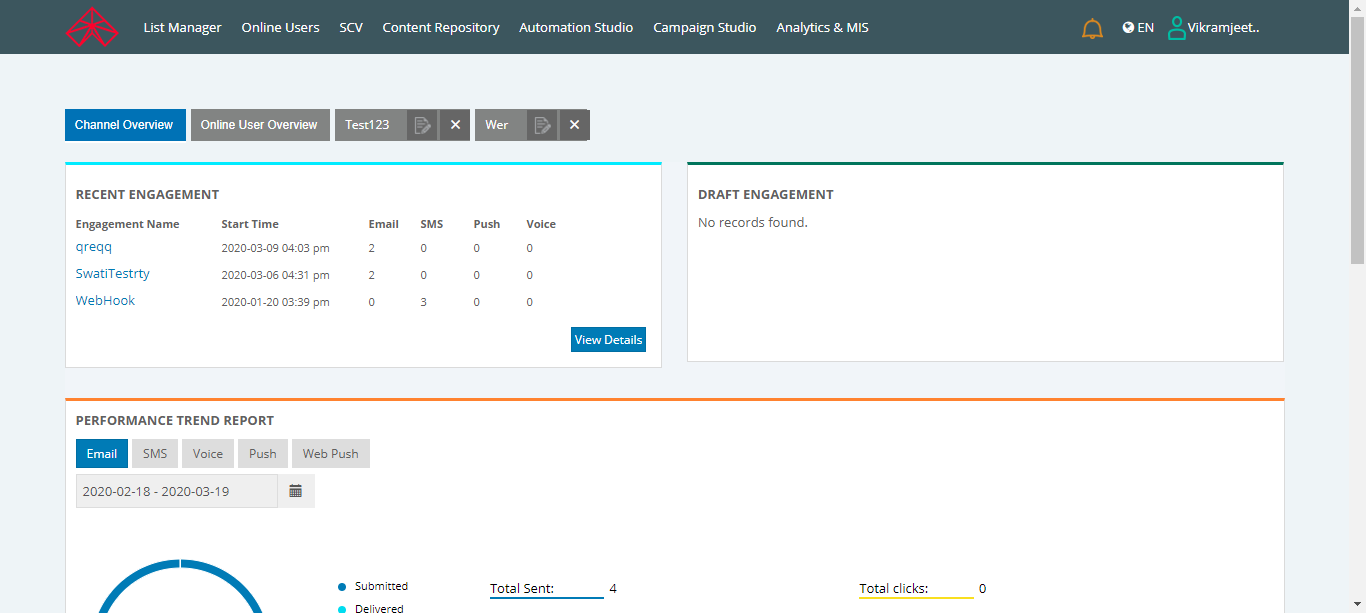 List Manager Online Users SCV Content Repository Automation Studio Campaign Studio Analytics & MIS EN Vikramjeet..
Channel Overview Online User Overview Test123 Wer
RECENT ENGAGEMENT
Engagement Name Start Time Email SMS Push Voice
qreqq 2020-03-09 04:03 pm 2 0 0 0
SwatiTestrty 2020-03-06 04:31 pm 2 0 0 0
WebHook 2020-01-20 03:39 pm 0 3 0 0
View Details
DRAFT ENGAGEMENT
No records found.
PERFORMANCE TREND REPORT
Email SMS Voice Push Web Push
2020-02-18 - 2020-03-19
Submitted
Delivered
Total Sent: 4
Total clicks: 0